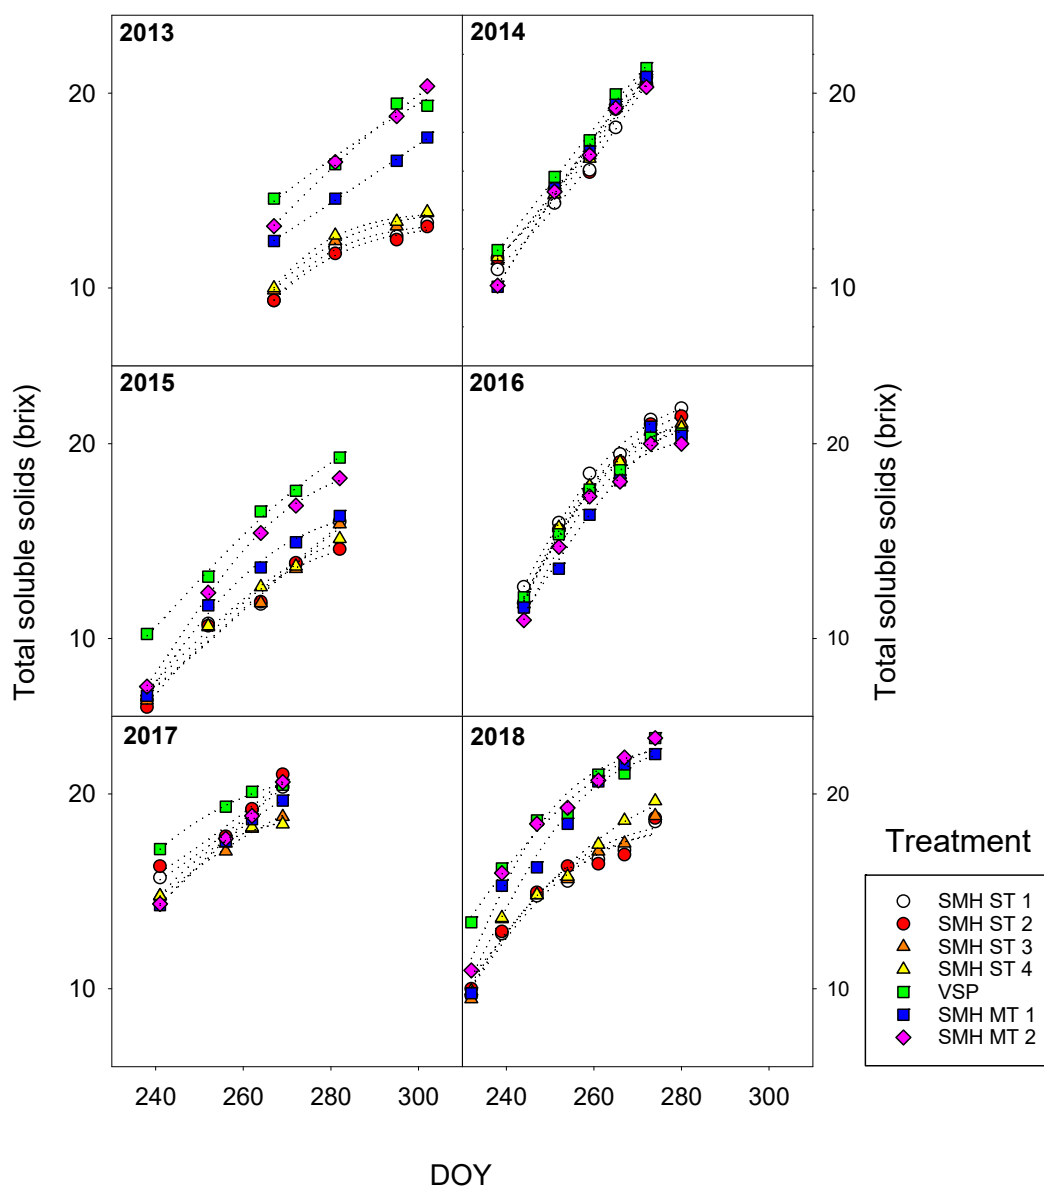 2013
2014
20
20
10
10
2015
2016
20
20
10
10
2017
2018
20
20
10
10
240
260
280
300
240
260
280
300
Total soluble solids (brix)
Total soluble solids (brix)
DOY
Treatment
SMH ST 1
SMH ST 2
SMH ST 3
SMH ST 4
VSP
SMH MT 1
SMH MT 2